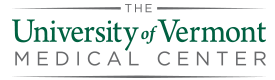 THE
University of Vermont
MEDICAL CENTER